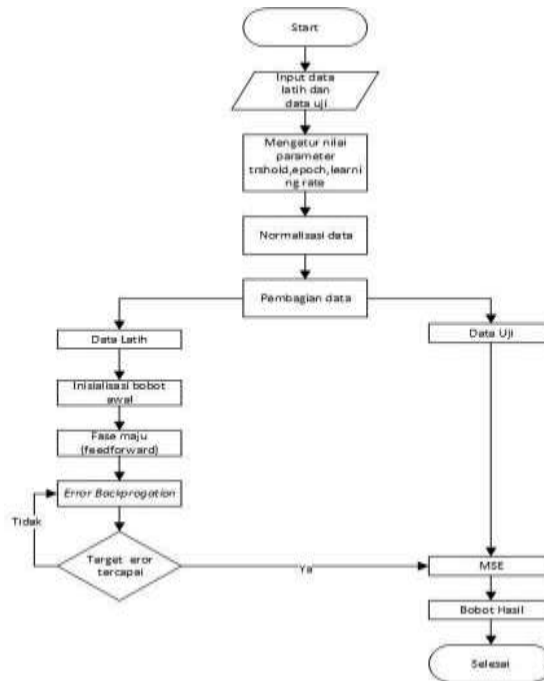 Start
Input data
latih dan
data uji
Mengatur nilai
parameter
trshold,epoch,learni
ng rate
Normalisasi data
Pembagian data
Data Latih
Data Uji
Inisialisasi bobot
awal
Fase maju
(feedforward)
Error Backprogation
Tidak
Target eror
tercapai
Ya
MSE
Bobot Hasil
Selesai